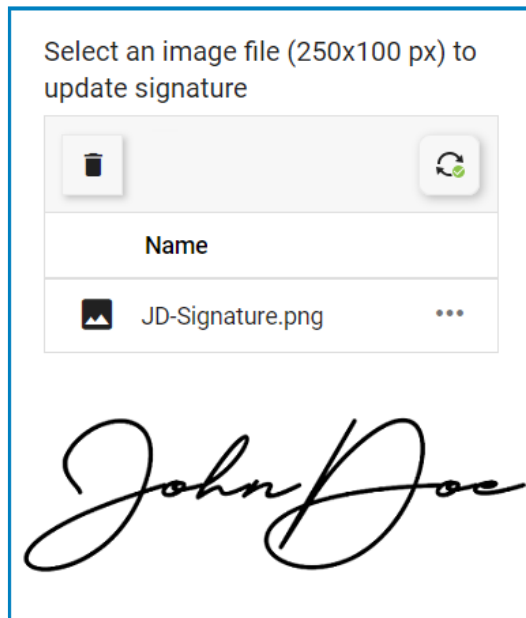 Select an image file (250x100 px) to
update signature
Name
JD-Signature.png
John Doe